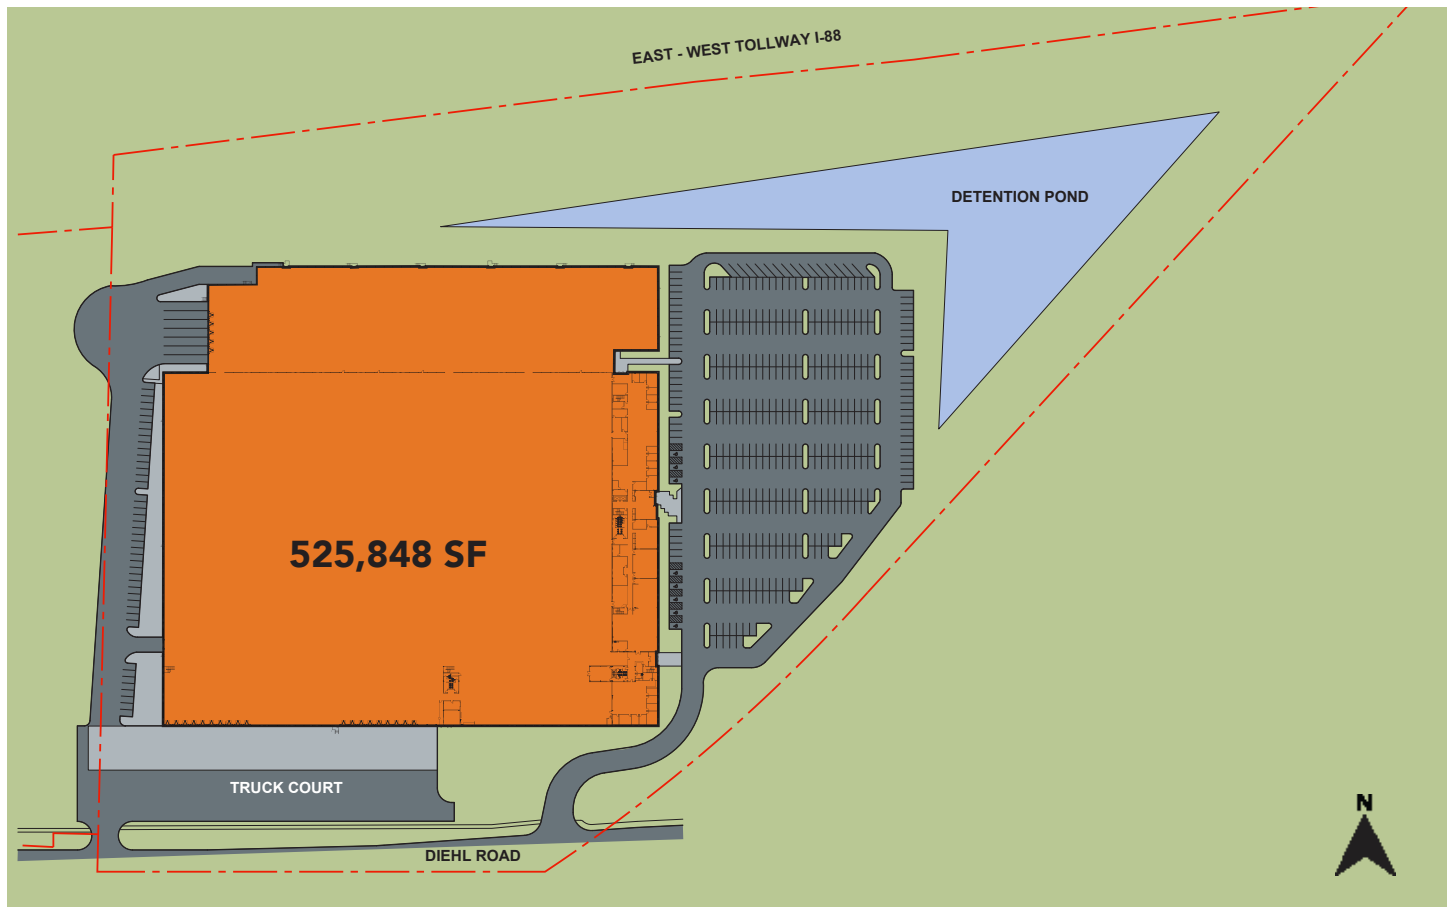 EAST - WEST TOLLWAY I-88
DETENTION POND
525,848 SF
TRUCK COURT
DIEHL ROAD
N